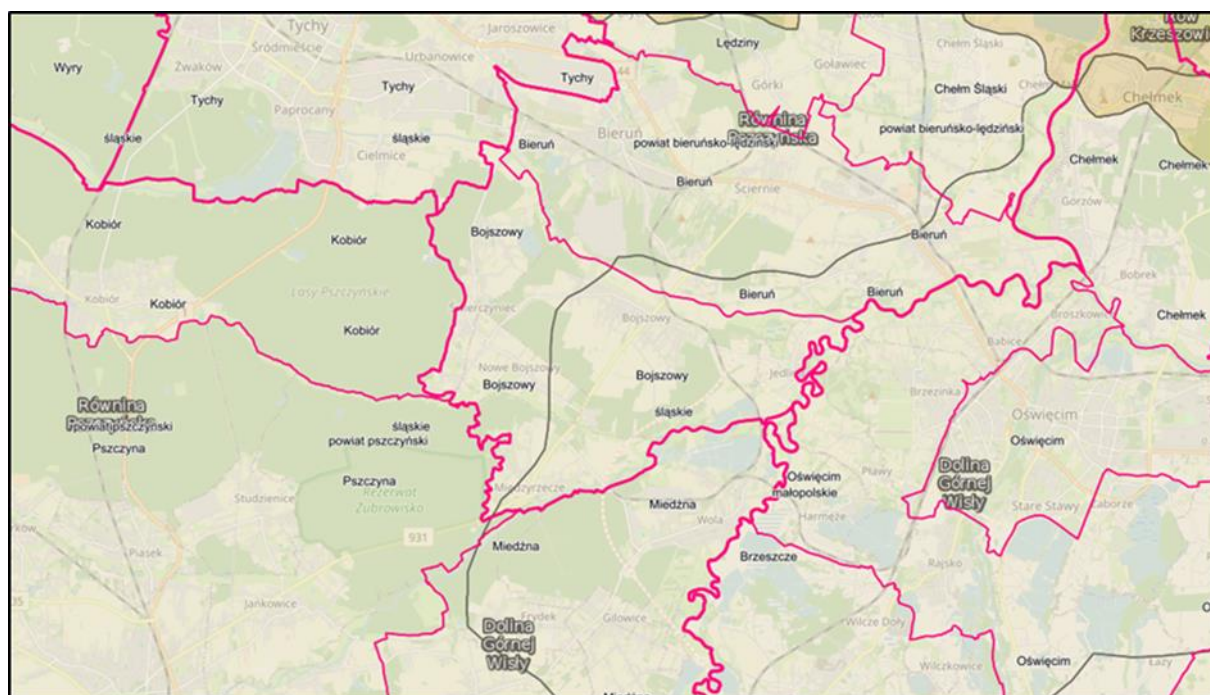 Tychy
Jaroszowice
Śródmieście
Lędziny
Chełm Śląski
Rów
Krzeszowic
Urbanowice
Goławiec
Wyry
Żwaków
Tychy
Górki
44
Tychy
Tychy
Chełm Śląski
Chełmek
Paprocany
Równina
Pszczyńska
śląskie
śląskie
Bieruń
Bieruń
powiat bieruńsko-lędziński
powiat bieruńsko-lędziński
Cielmice
Chełmek
Chełmek
Bieruń
Ściernie
Gorzów
Kobiór
Kobiór
Bojszowy
Bieruń
Bobrek
Lasy Pszczyńskie
Bieruń
Bieruń
Kobiór
Kobiór
Bojszowy
Broszkowice
Chełmek
Kobiór
Babice
Nowe Bojszowy
Bojszowy
Bojszowy
Brzezinka
Równina
powiat pszczyński
śląskie
powiat pszczyński
śląskie
Oświęcim
Pszczyna
Oświęcim
Dolina
Górnej
Wisły
Pławy
Pszczyna
Oświęcim
małopolskie
Międzyrzecze
Studzienice
Rezerwat
Żubrowisko
Miedźna
Wola
Harmęże
Stare Stawy
Zaborze
931
Miedźna
Brzeszcze
Piasek
Rajsko
Jankowice
Frydek
Gilowice
Wilcze Doły
Dolina
Górnej
Wisły
Wilczkowice
Oświęcim
Łazy